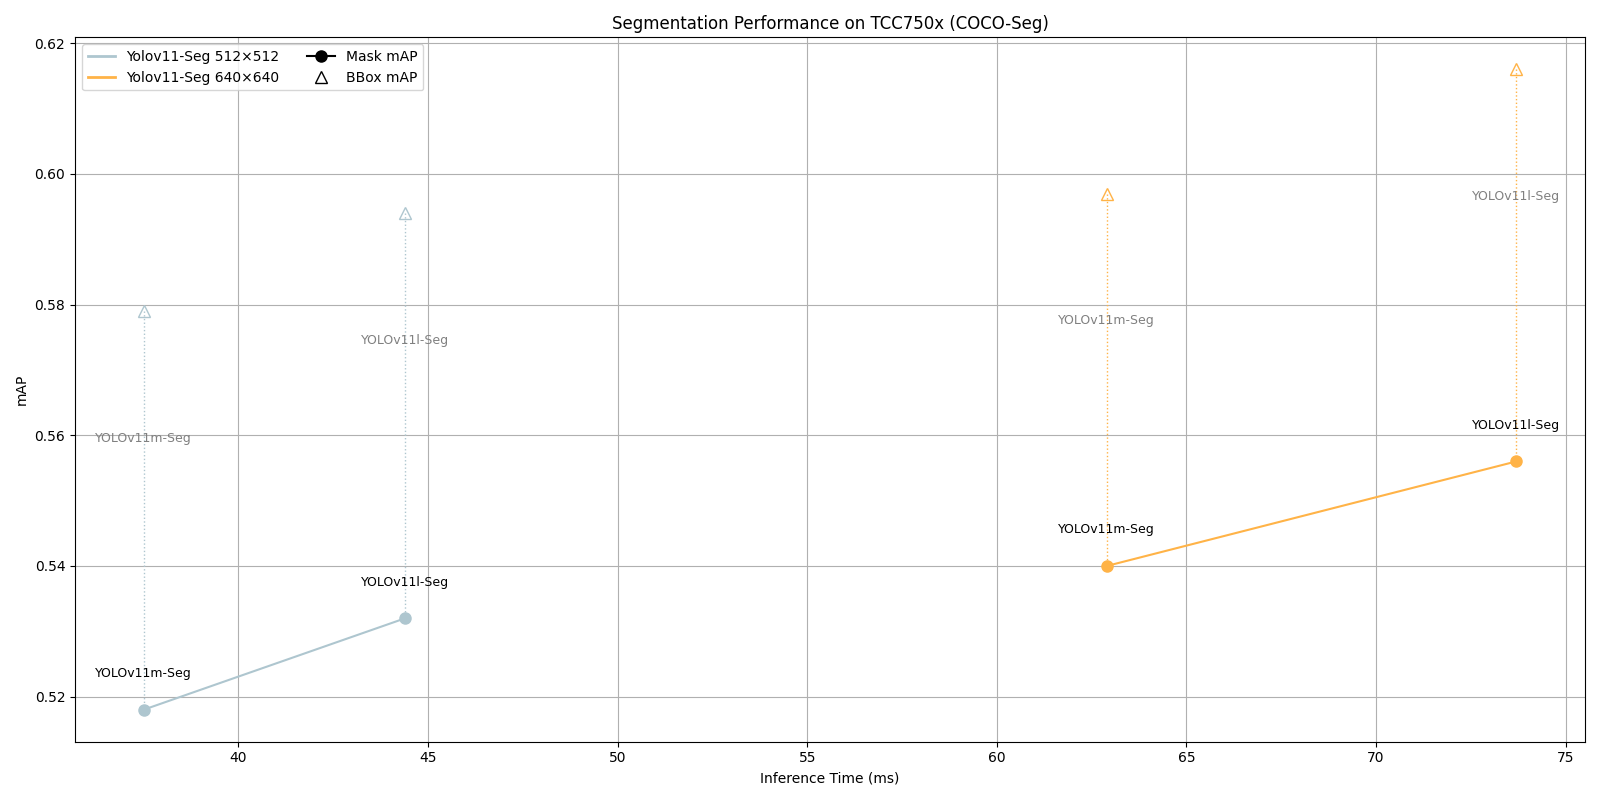 Segmentation Performance on TCC750x (COCO-Seg)
Yolov11-Seg 512×512
Yolov11-Seg 640×640
Mask mAP
BBox mAP
0.62
0.60
0.58
0.56
0.54
0.52
mAP
YOLOv11l-Seg
YOLOv11m-Seg
YOLOv11l-Seg
YOLOv11l-Seg
YOLOv11m-Seg
YOLOv11m-Seg
YOLOv11l-Seg
YOLOv11m-Seg
40
45
50
55
60
65
70
75
Inference Time (ms)